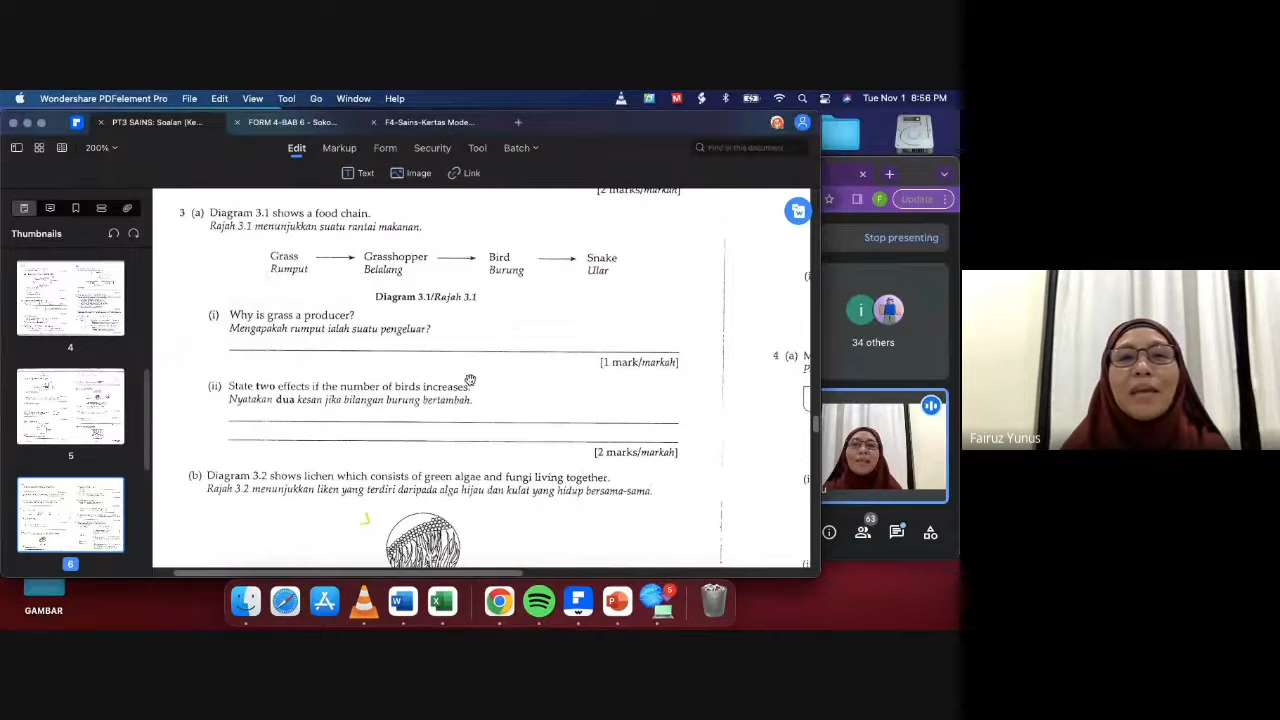 Wondershare PDFelement Pro File Edit View Tool Go Window Help
Tue Nov 1 8:56 PM
PT3 SAINS: Soalan (Ke...
FORM 4-BAB 6 - Soko...
F4-Sains-Kertas Mode...
200%
Edit Markup Form Security Tool Batch
Find in this document
Text Image Link
Thumbnails
4
5
6
[2 marks/markah]
3 (a) Diagram 3.1 shows a food chain.
Rajah 3.1 menunjukkan suatu rantai makanan.
Grass Grasshopper Bird Snake
Rumput Belalang Burung Ular
Diagram 3.1/Rajah 3.1
(i) Why is grass a producer?
Mengapakah rumput ialah suatu pengeluar?
[1 mark/markah]
(ii) State two effects if the number of birds increases.
Nyatakan dua kesan jika bilangan burung bertambah.
[2 marks/markah]
(b) Diagram 3.2 shows lichen which consists of green algae and fungi living together.
Rajah 3.2 menunjukkan liken yang terdiri daripada alga hijau dan kulat yang hidup bersama-sama.
4 (a) M
P
(i
F
Update
Stop presenting
i
34 others
63
Fairuz Yunus
GAMBAR
5